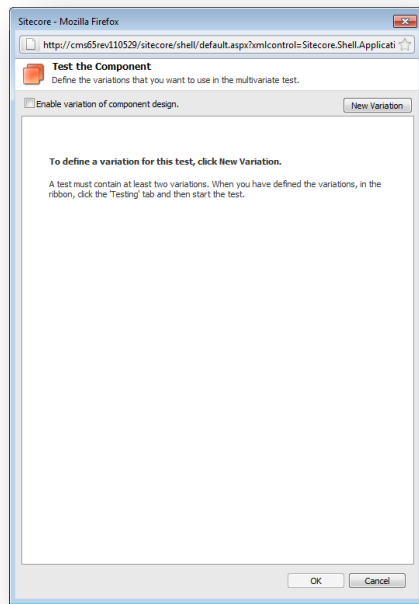 Sitecore - Mozilla Firefox
http://cms65rev110529/sitecore/shell/default.aspx?xmlcontrol=Sitecore.Shell.Applicati
Test the Component
Define the variations that you want to use in the multivariate test.
Enable variation of component design.
New Variation
To define a variation for this test, click New Variation.
A test must contain at least two variations. When you have defined the variations, in the
ribbon, click the 'Testing' tab and then start the test.
OK
Cancel